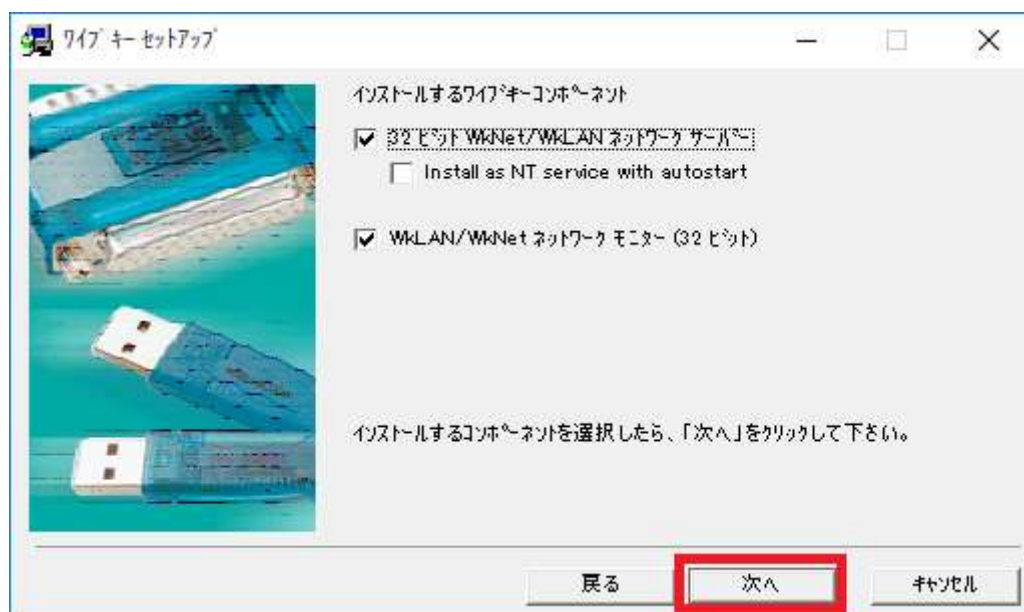 ワイブ キー セットアップ
インストールするワイブキーコンポーネント
32 ビット WkNet/WkLAN ネットワーク サーバー
Install as NT service with autostart
WkLAN/WkNet ネットワーク モニター (32 ビット)
インストールするコンポーネントを選択したら、「次へ」をクリックして下さい。
戻る
次へ
キャンセル